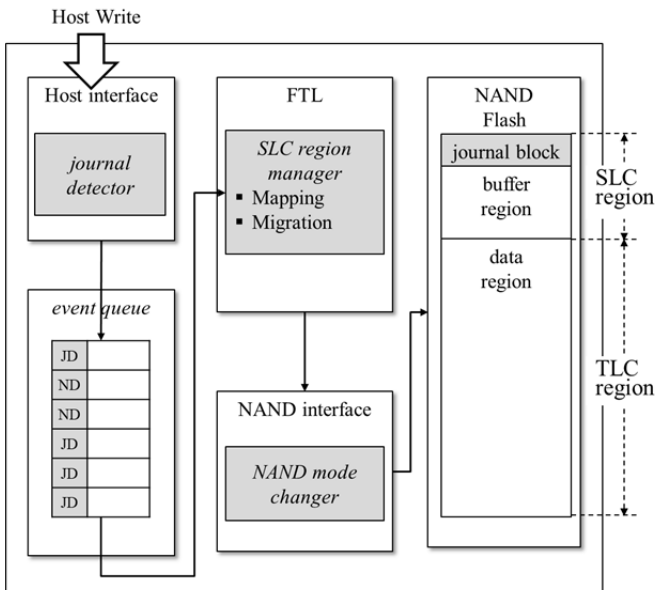 Host Write
Host interface
journal
detector
event queue
JD
ND
ND
JD
JD
JD
FTL
SLC region
manager
▪ Mapping
▪ Migration
NAND interface
NAND mode
changer
NAND
Flash
journal block
buffer
region
data
region
SLC
region
TLC
region